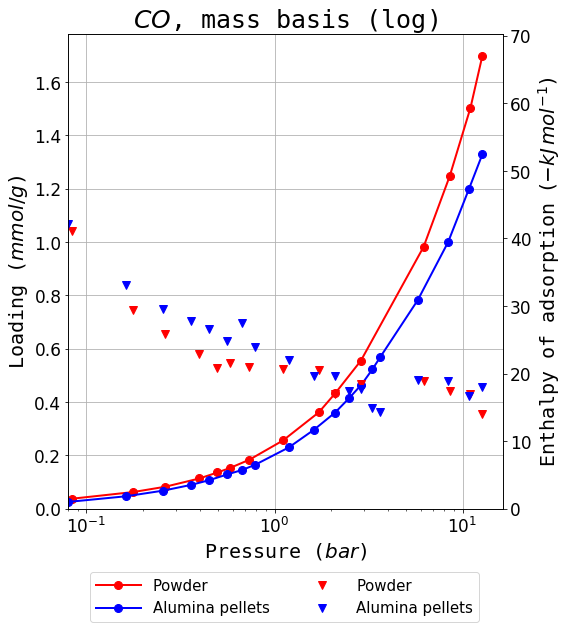 CO, mass basis (log)
Loading (mmol/g)
0.0
0.2
0.4
0.6
0.8
1.0
1.2
1.4
1.6
Enthalpy of adsorption (−kJ mol⁻¹)
0
10
20
30
40
50
60
70
10⁻¹
10⁰
10¹
Pressure (bar)
Powder
Alumina pellets
Powder
Alumina pellets